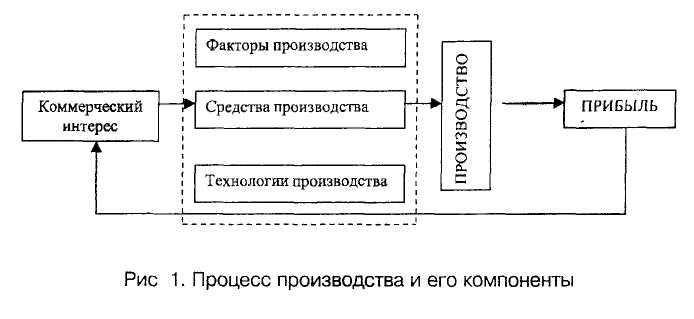 Факторы производства
Коммерческий
интерес
Средства производства
Технологии производства
ПРОИЗВОДСТВО
ПРИБЫЛЬ
Рис 1. Процесс производства и его компоненты